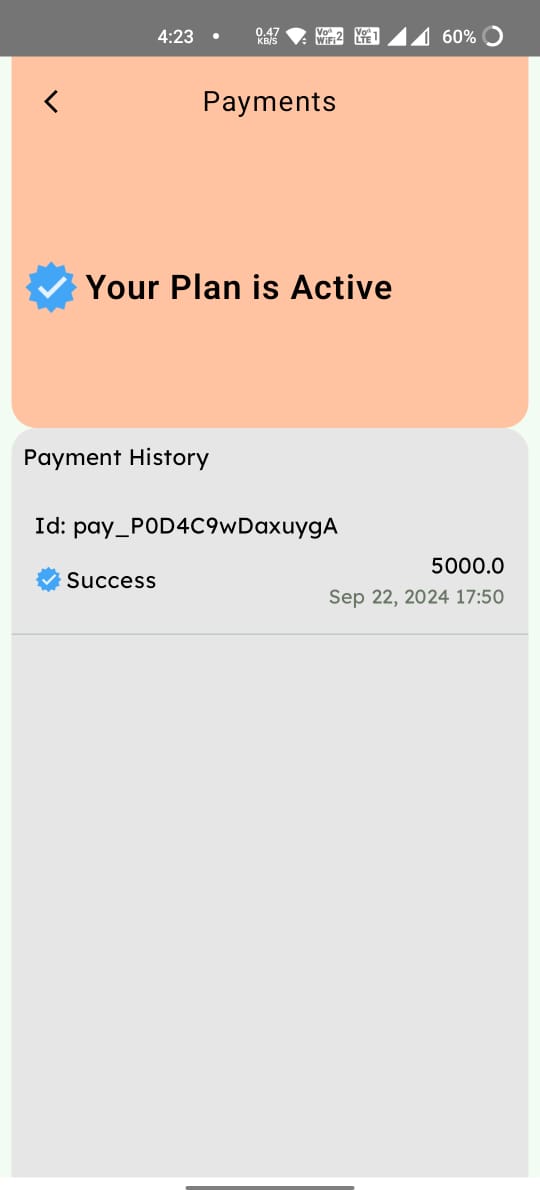 4:23 • 0.47 KB/S Vo WiFi 2 Vo LTE 1 60%
Payments
Your Plan is Active
Payment History
Id: pay_P0D4C9wDaxuygA
5000.0
Success
Sep 22, 2024 17:50